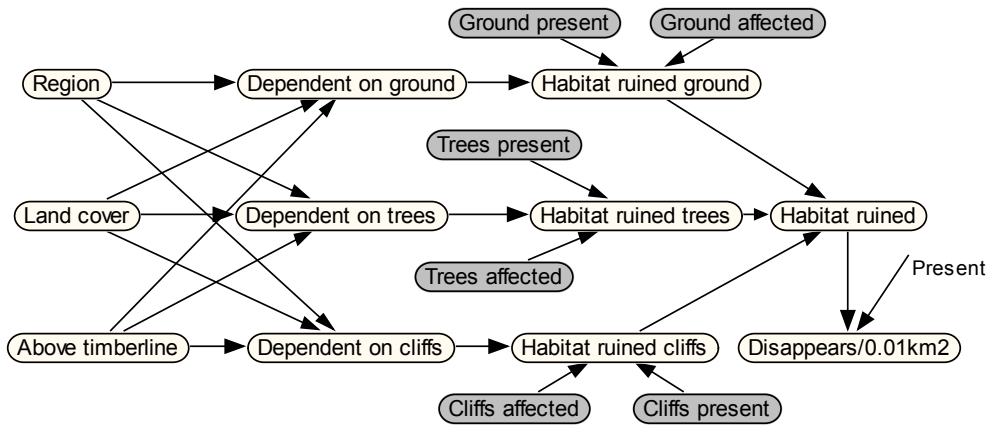 Ground present
Ground affected
Region
Dependent on ground
Habitat ruined ground
Trees present
Land cover
Dependent on trees
Habitat ruined trees
Habitat ruined
Trees affected
Present
Above timberline
Dependent on cliffs
Habitat ruined cliffs
Disappears/0.01km2
Cliffs affected
Cliffs present